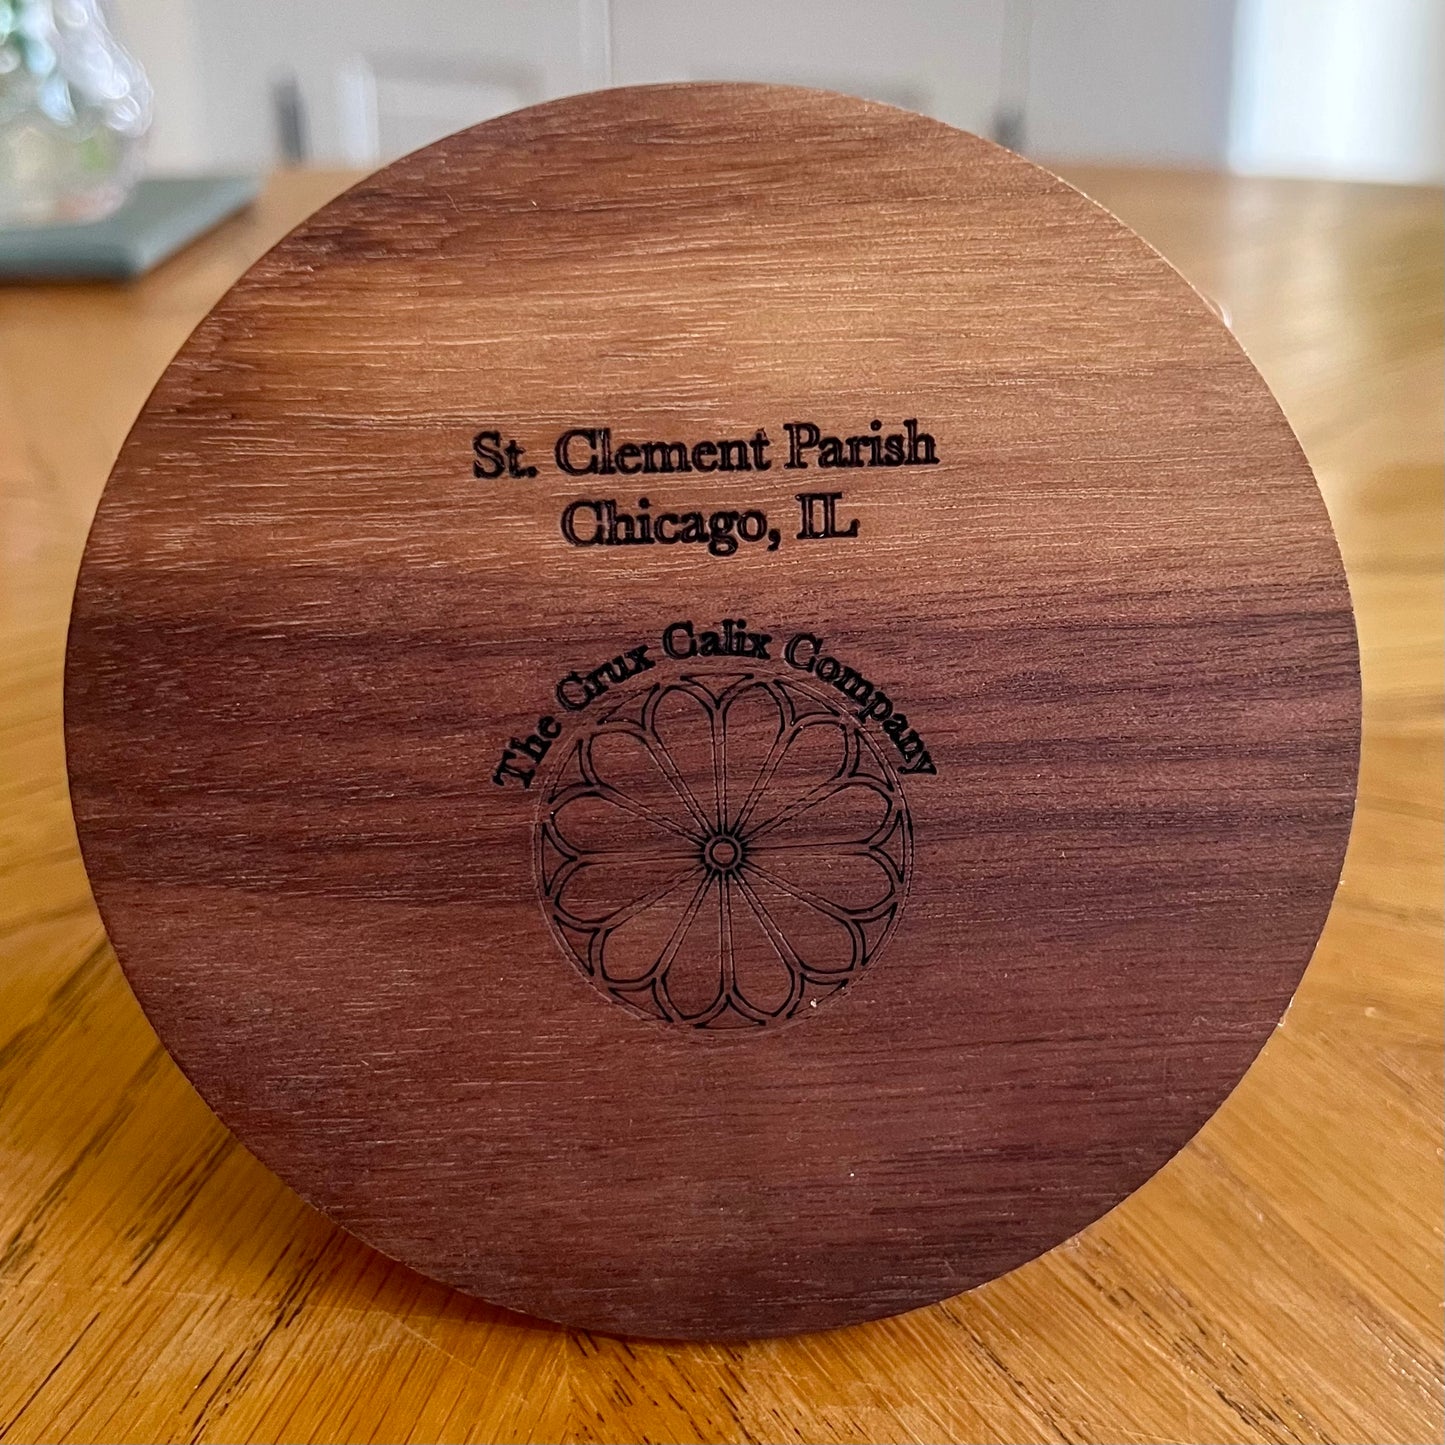 St. Clement Parish
Chicago, IL
The Crux Calix Company